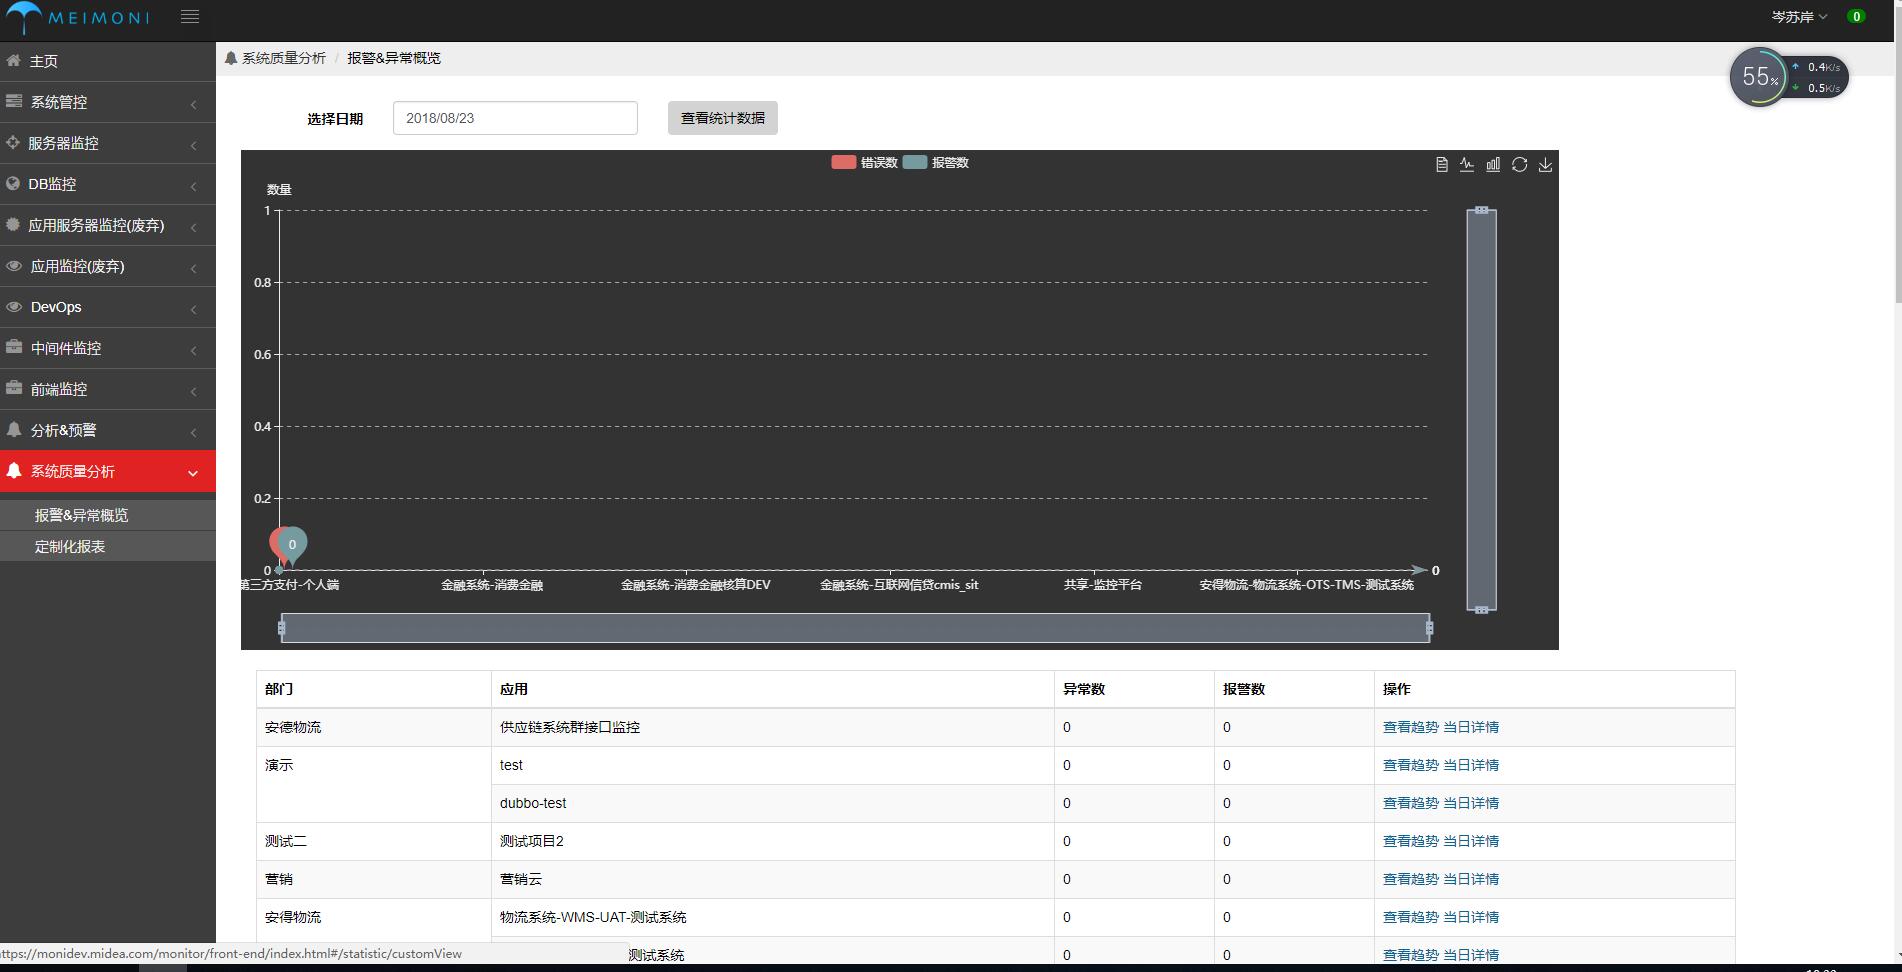 MEIMONI
岑苏岸 0
主页
系统管控
服务器监控
DB监控
应用服务器监控(废弃)
应用监控(废弃)
DevOps
中间件监控
前端监控
分析&预警
系统质量分析
报警&异常概览
定制化报表
系统质量分析 / 报警&异常概览
55% 0.4K/s
0.5K/s
选择日期 2018/08/23 查看统计数据
错误数 报警数
数量
1
0.8
0.6
0.4
0.2
0
0
0
第三方支付-个人端 金融系统-消费金融 金融系统-消费金融核算DEV 金融系统-互联网信贷cmis_sit 共享-监控平台 安得物流-物流系统-OTS-TMS-测试系统
部门 应用 异常数 报警数 操作
安德物流 供应链系统群接口监控 0 0 查看趋势 当日详情
演示 test 0 0 查看趋势 当日详情
dubbo-test 0 0 查看趋势 当日详情
测试二 测试项目2 0 0 查看趋势 当日详情
营销 营销云 0 0 查看趋势 当日详情
安得物流 物流系统-WMS-UAT-测试系统 0 0 查看趋势 当日详情
测试系统 0 0 查看趋势 当日详情
ttps://monidev.midea.com/monitor/front-end/index.html#/statistic/customView